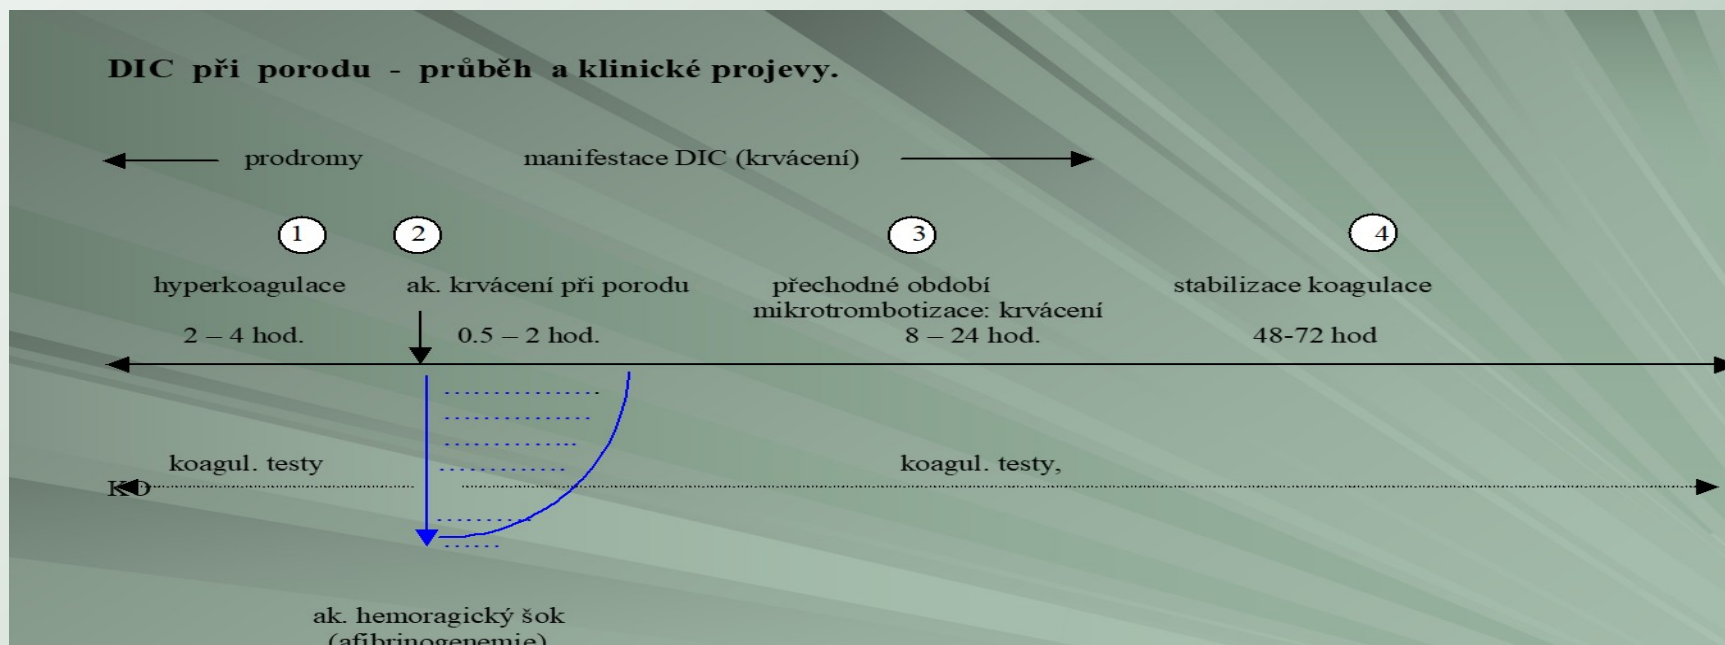 DIC při porodu - průběh a klinické projevy.
prodromy manifestace DIC (krvácení)
1 2 3 4
hyperkoagulace ak. krvácení při porodu přechodné období stabilizace koagulace
mikrotrombotizace: krvácení
2 – 4 hod. 0.5 – 2 hod. 8 – 24 hod. 48-72 hod
koagul. testy koagul. testy,
KO
ak. hemoragický šok
(afibrinogenemie)